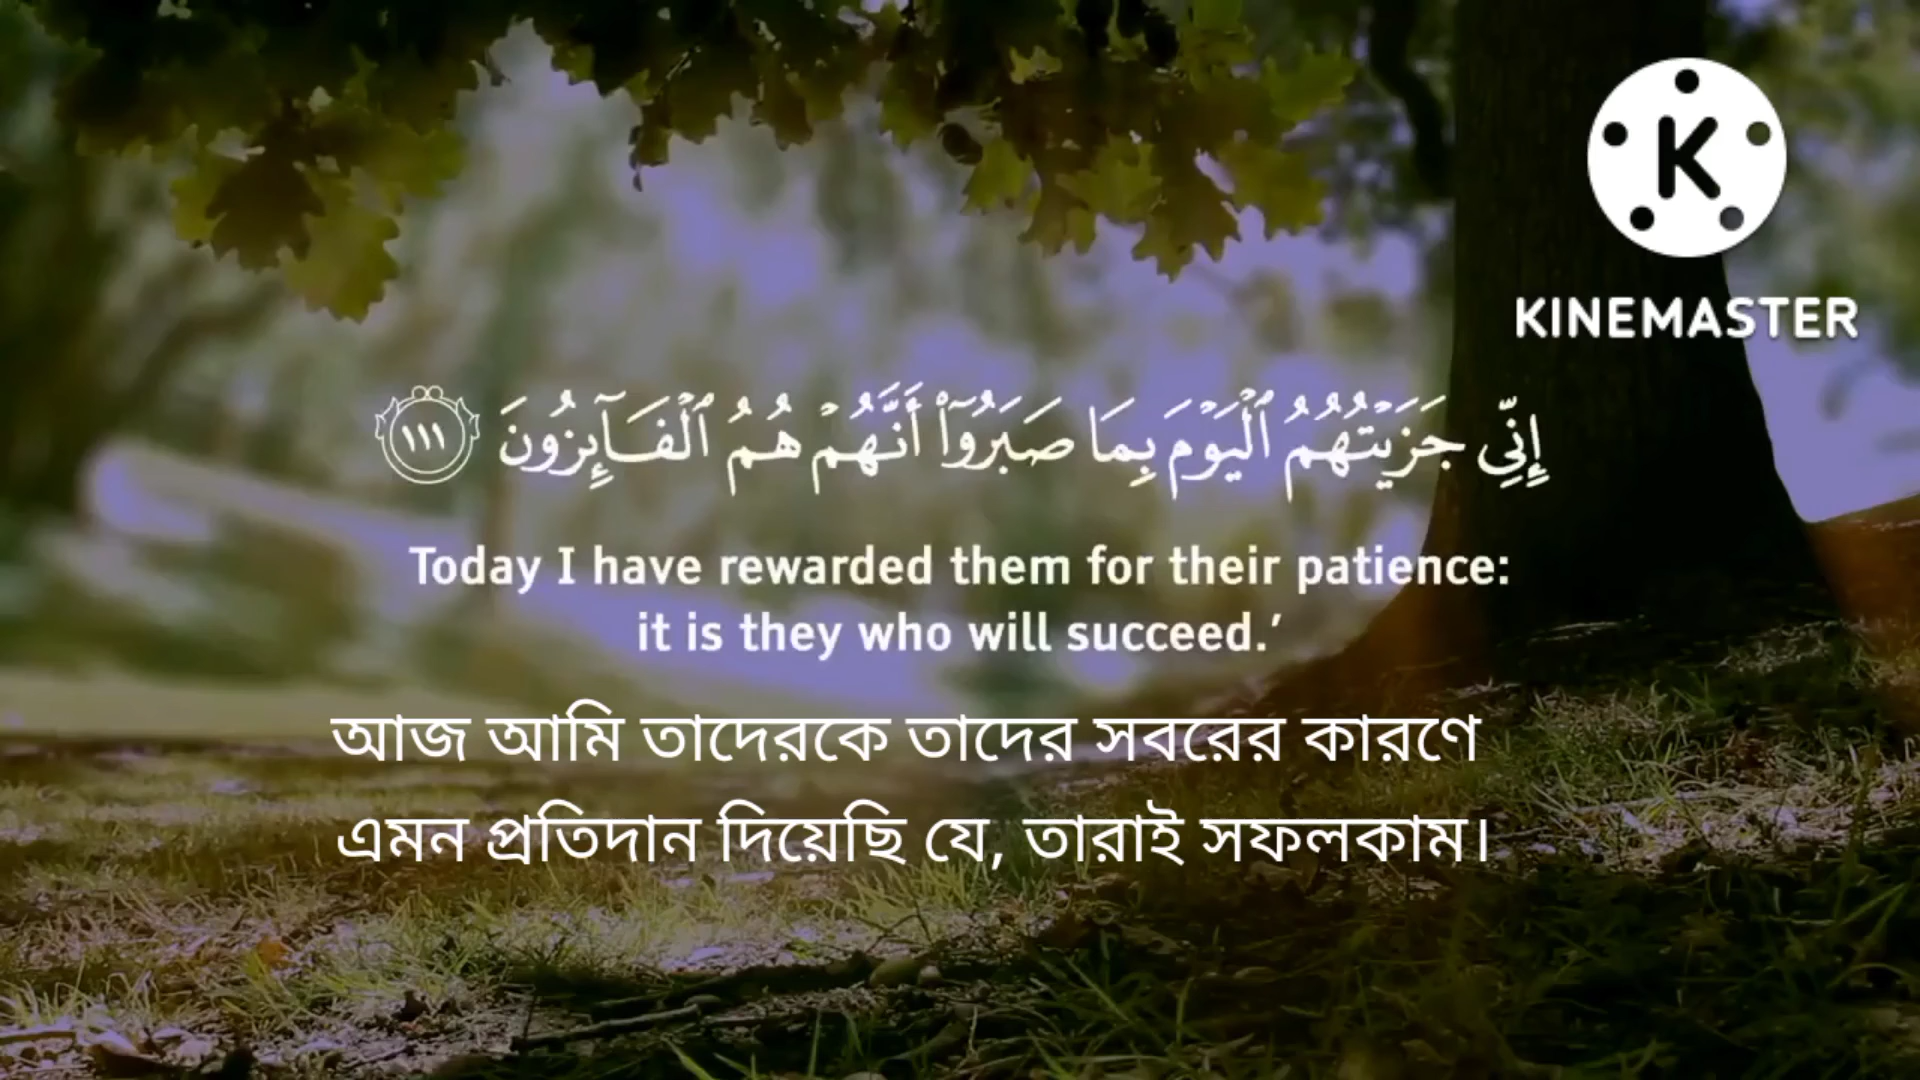 K
KINEMASTER
إِنِّى جَزَيْتُهُمُ ٱلْيَوْمَ بِمَا صَبَرُوٓا۟ أَنَّهُمْ هُمُ ٱلْفَآئِزُونَ ١١١
Today I have rewarded them for their patience:
it is they who will succeed.’
আজ আমি তাদেরকে তাদের সবরের কারণে
এমন প্রতিদান দিয়েছি যে, তারাই সফলকাম।